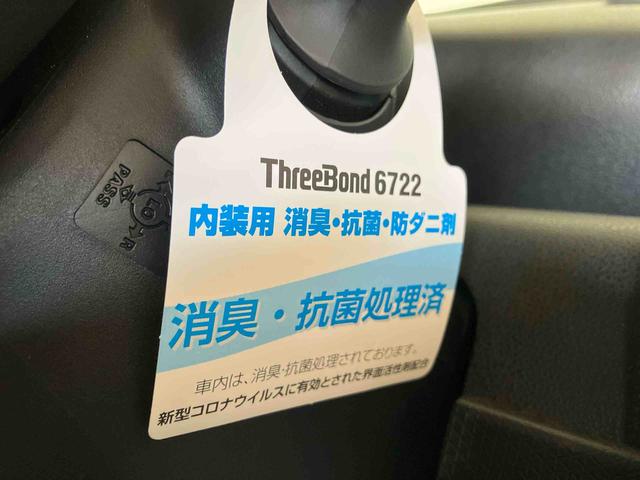 ThreeBond 6722
内装用 消臭・抗菌・防ダニ剤
消臭・抗菌処理済
車内は、消臭・抗菌処理されております。
新型コロナウイルスに有効とされた界面活性剤配合
PASS
LO